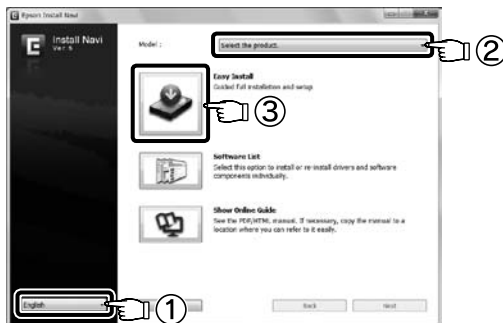 Epson Install Navi
Install Navi
Ver. 5
Model :
Select the product.
②
Easy Install
Guided full installation and setup
③
Software List
Select this option to install or re-install drivers and software
components individually.
Show Online Guide
See the PDF/HTML manual. If necessary, copy the manual to a
location where you can refer to it easily.
English
①
Back
Next